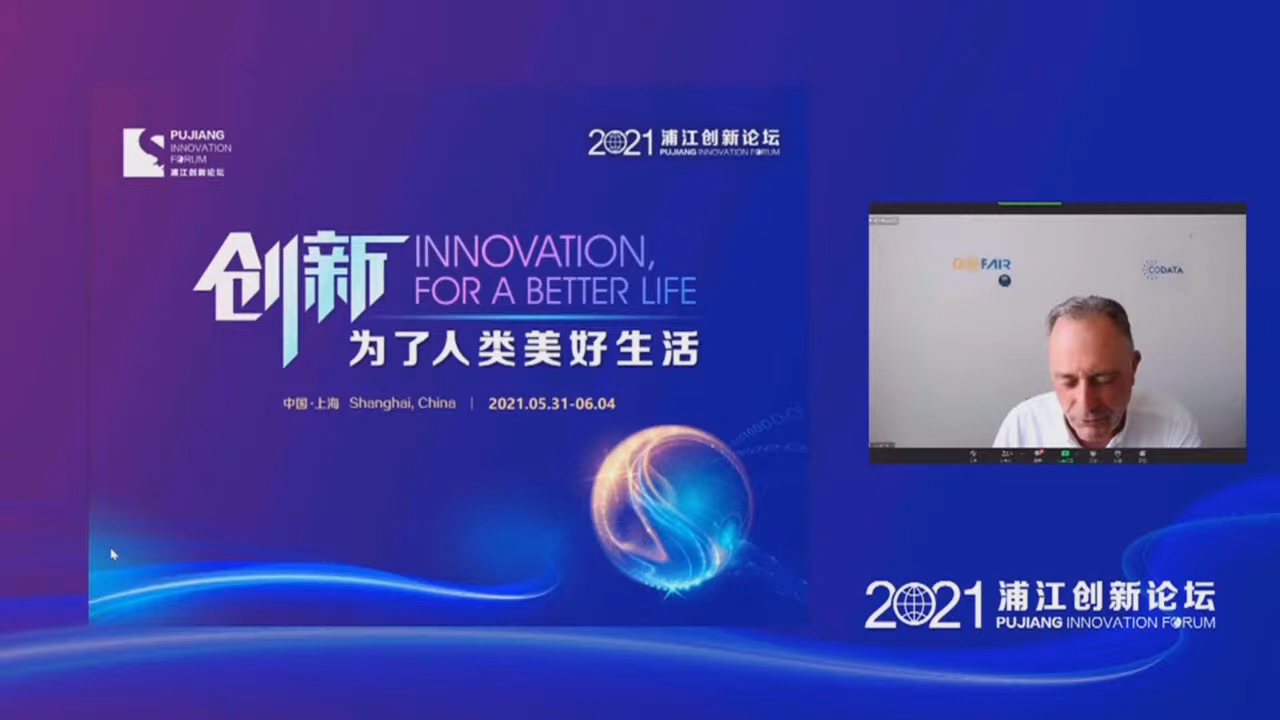 PUJIANG
INNOVATION
FORUM
浦江创新论坛
2021 浦江创新论坛
PUJIANG INNOVATION FORUM
创新 INNOVATION,
FOR A BETTER LIFE
为了人类美好生活
中国·上海 Shanghai, China | 2021.05.31-06.04
GO FAIR
CODATA
2021 浦江创新论坛
PUJIANG INNOVATION FORUM